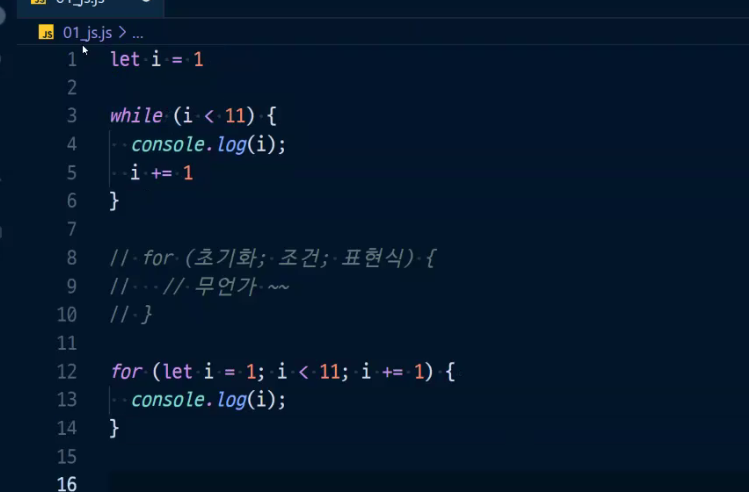 01_js.js
JS 01_js.js > ...
1 let i = 1
2
3 while (i < 11) {
4 console.log(i);
5 i += 1
6 }
7
8 // for (초기화; 조건; 표현식) {
9 // // 무언가 ~~
10 // }
11
12 for (let i = 1; i < 11; i += 1) {
13 console.log(i);
14 }
15
16